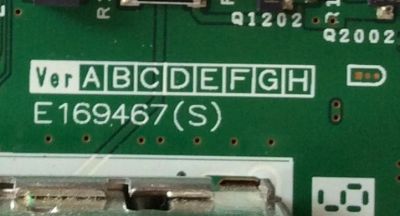 Q1202
Q2002
Ver A B C D E F G H
E169467(S)